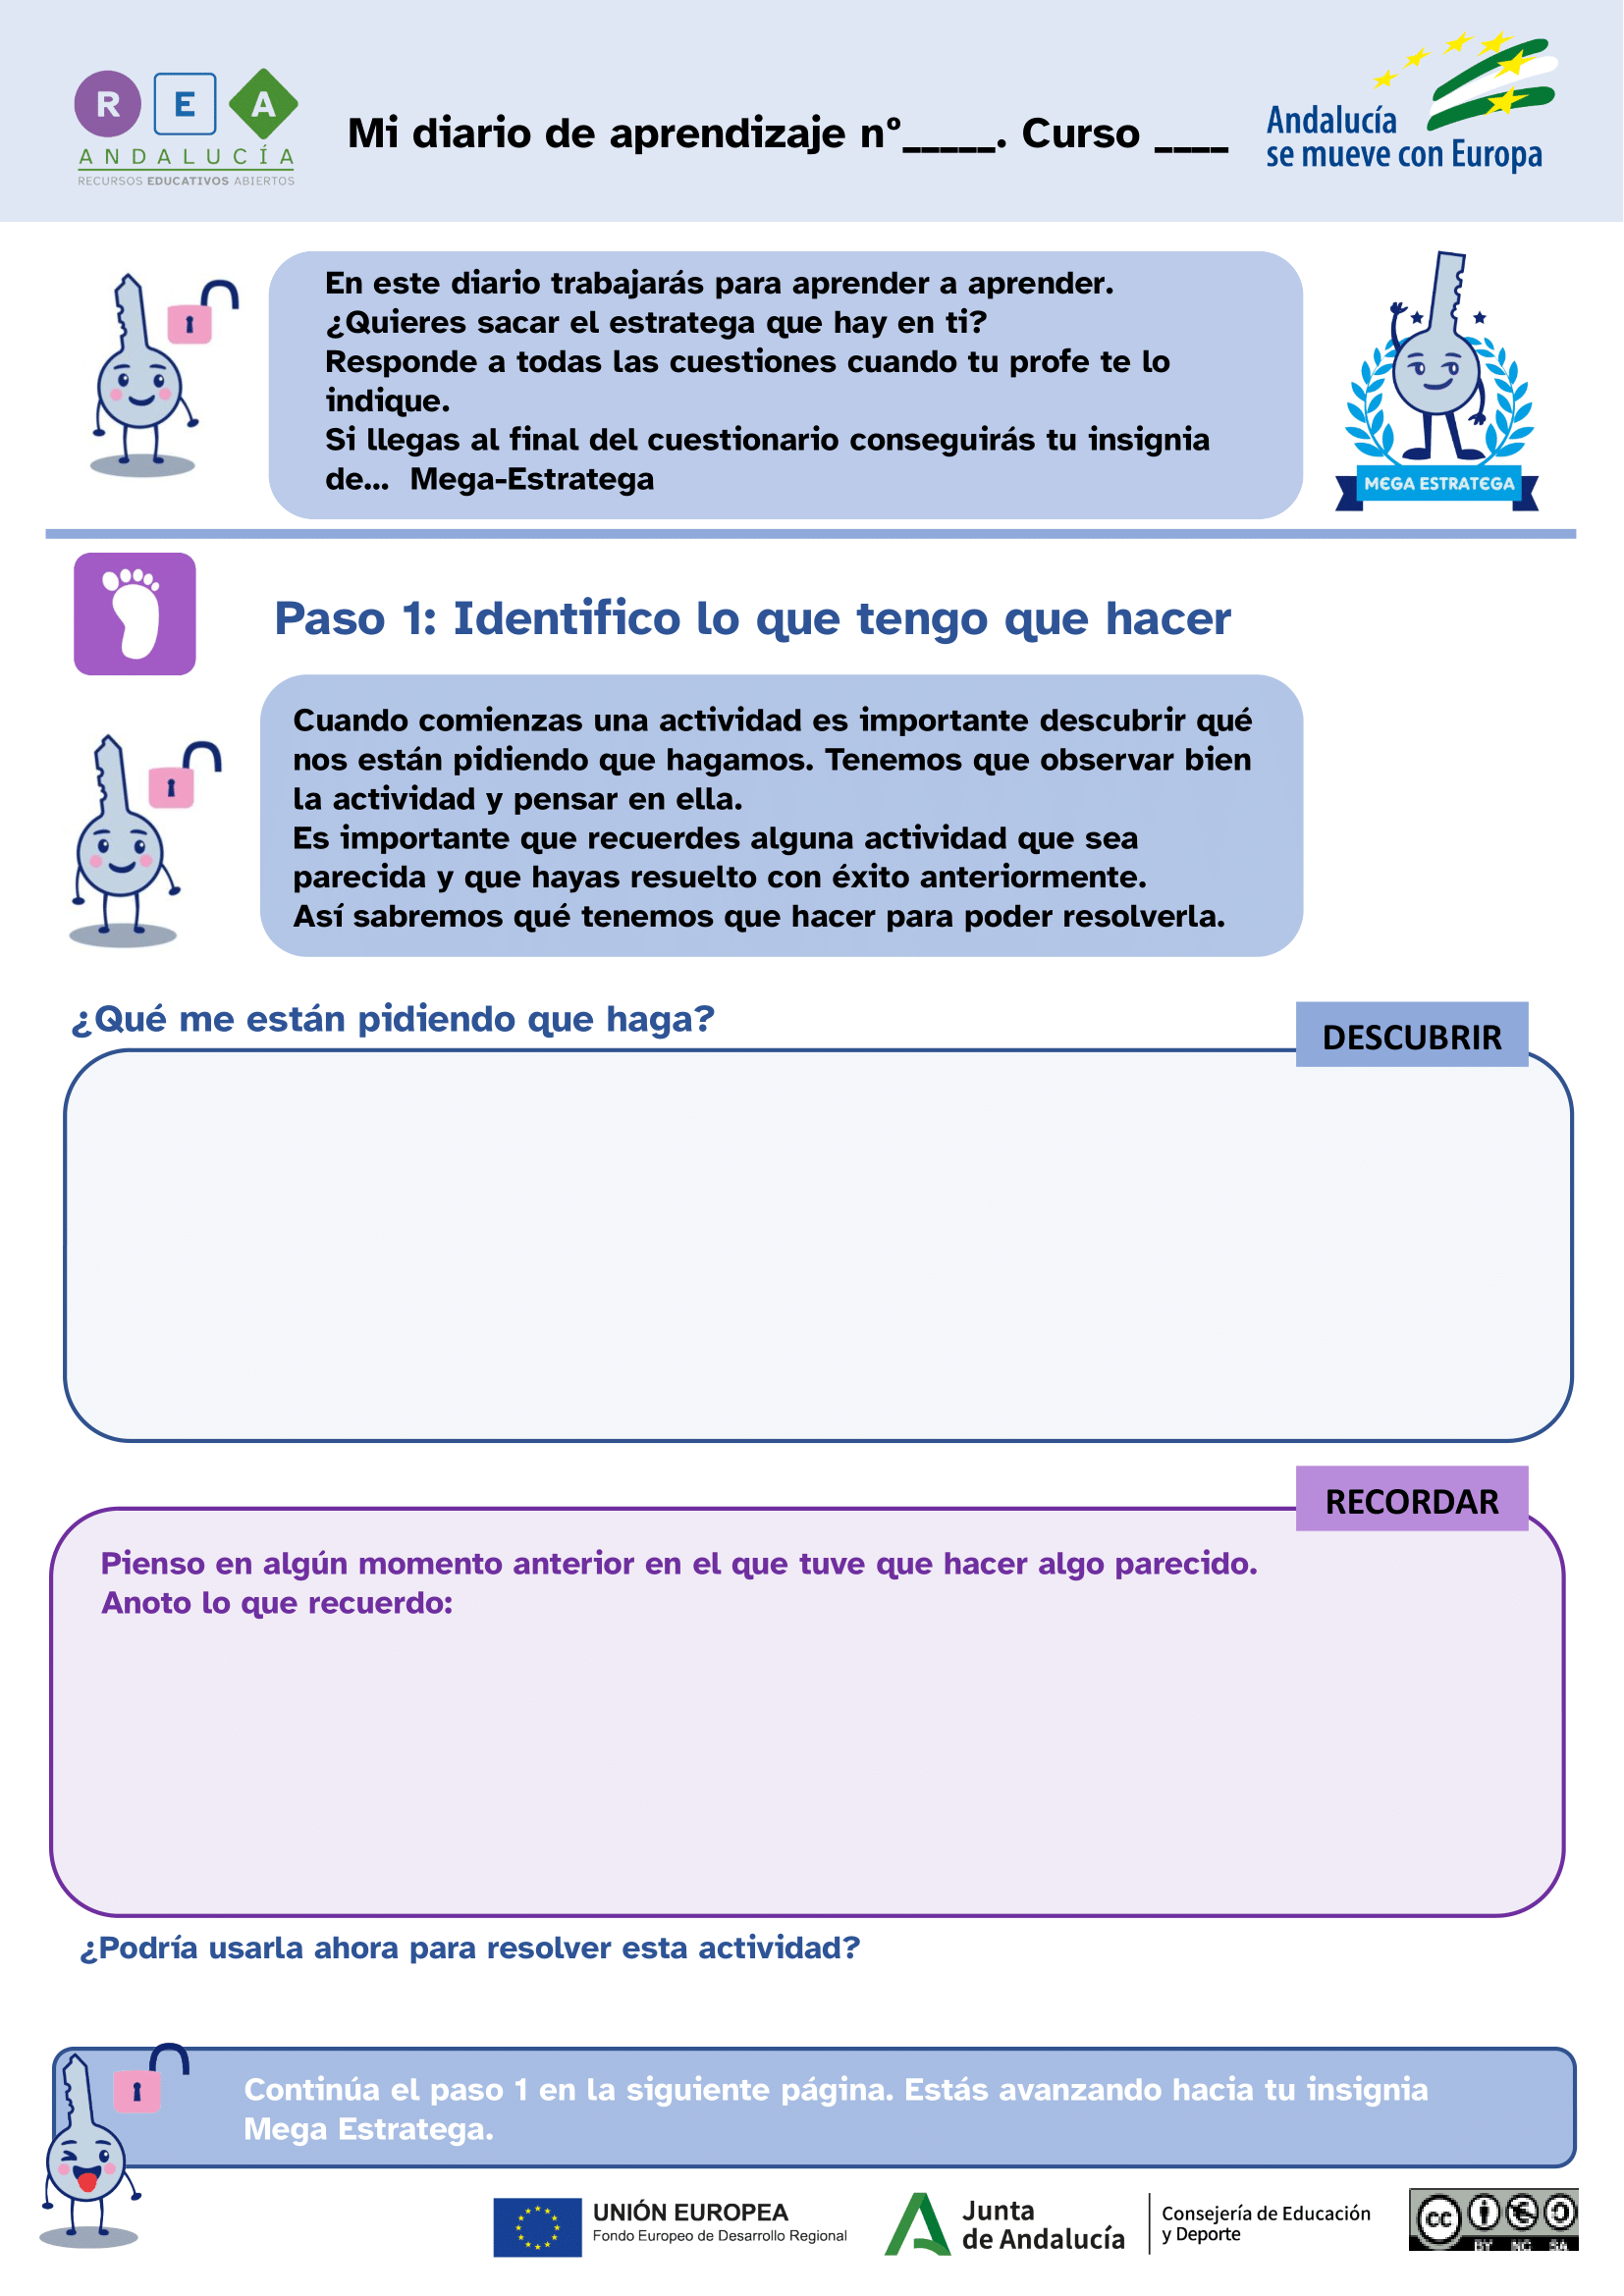 R E A
ANDALUCÍA
RECURSOS EDUCATIVOS ABIERTOS
Mi diario de aprendizaje nº_____. Curso ____
Andalucía
se mueve con Europa
En este diario trabajarás para aprender a aprender.
¿Quieres sacar el estratega que hay en ti?
Responde a todas las cuestiones cuando tu profe te lo
indique.
Si llegas al final del cuestionario conseguirás tu insignia
de... Mega-Estratega
MEGA ESTRATEGA
Paso 1: Identifico lo que tengo que hacer
Cuando comienzas una actividad es importante descubrir qué
nos están pidiendo que hagamos. Tenemos que observar bien
la actividad y pensar en ella.
Es importante que recuerdes alguna actividad que sea
parecida y que hayas resuelto con éxito anteriormente.
Así sabremos qué tenemos que hacer para poder resolverla.
¿Qué me están pidiendo que haga?
DESCUBRIR
RECORDAR
Pienso en algún momento anterior en el que tuve que hacer algo parecido.
Anoto lo que recuerdo:
¿Podría usarla ahora para resolver esta actividad?
Continúa el paso 1 en la siguiente página. Estás avanzando hacia tu insignia
Mega Estratega.
UNIÓN EUROPEA
Fondo Europeo de Desarrollo Regional
Junta
de Andalucía
Consejería de Educación
y Deporte
cc
BY NC SA